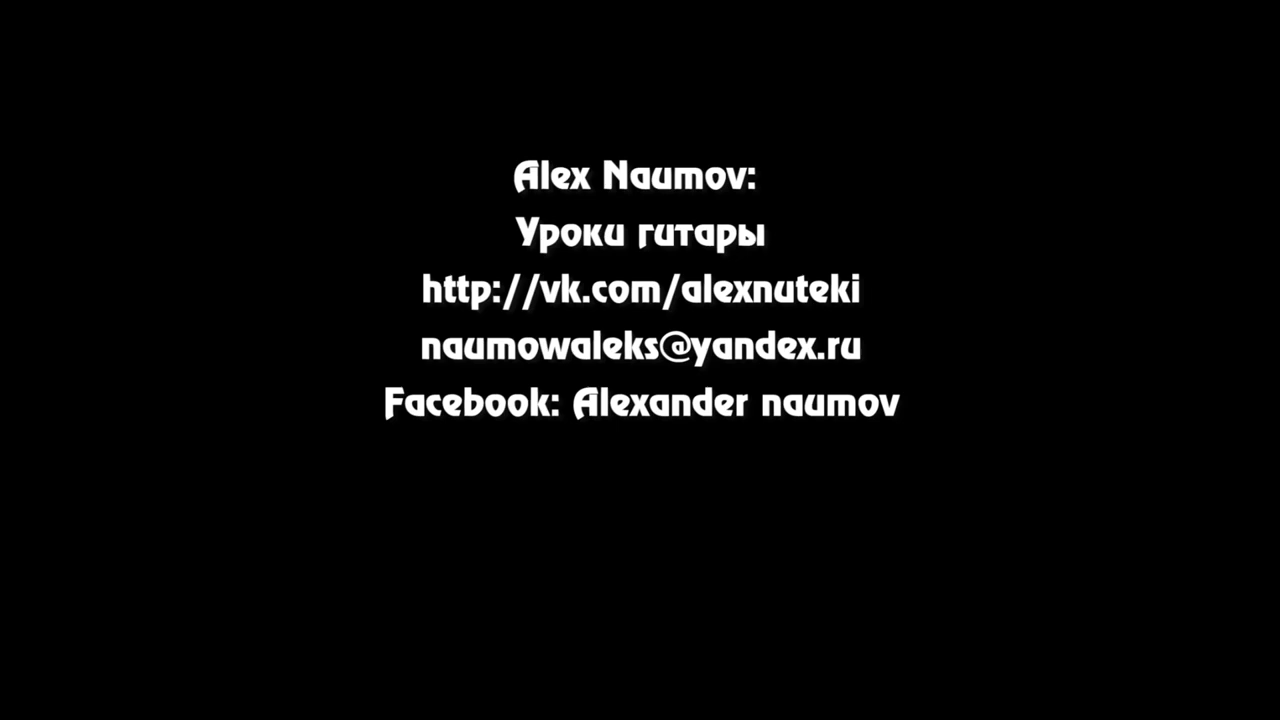 Alex Naumov:
Уроки гитары
http://vk.com/alexnuteki
naumowaleks@yandex.ru
Facebook: Alexander naumov